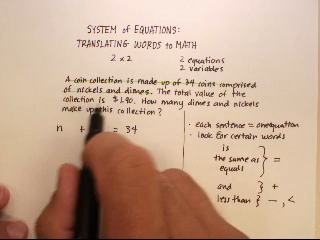 SYSTEM of EQUATIONS:
TRANSLATING WORDS to MATH
2 x 2
2 equations
2 variables
A coin collection is made up of 34 coins comprised
of nickels and dimes. The total value of the
collection is $1.90. How many dimes and nickels
make up this collection?
n + = 34
- each sentence = one equation
- look for certain words
is
the same as
equals
} =
and } +
less than } -, <